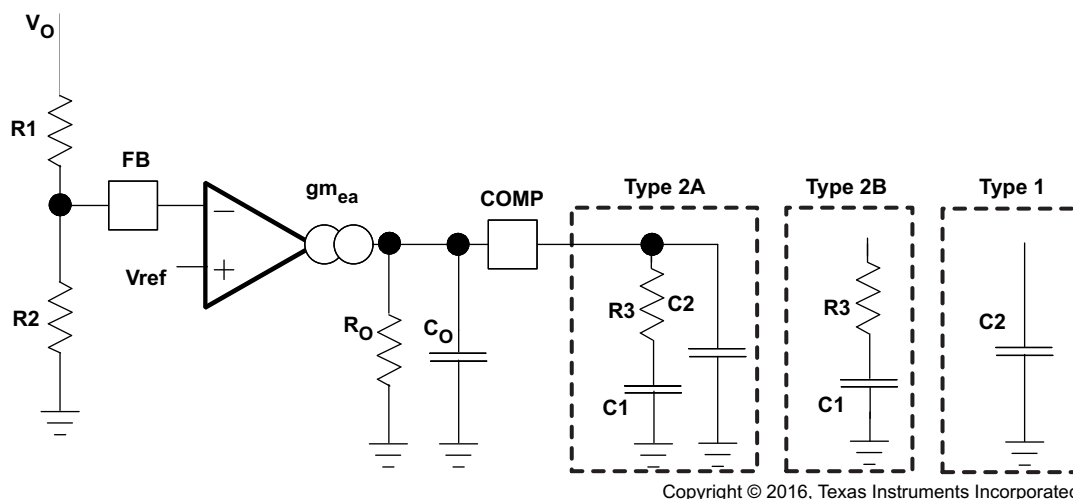 VO
R1
FB
gmea
COMP
Type 2A
Type 2B
Type 1
Vref
R2
RO
CO
R3
C2
C1
R3
C1
C2
Copyright © 2016, Texas Instruments Incorporated